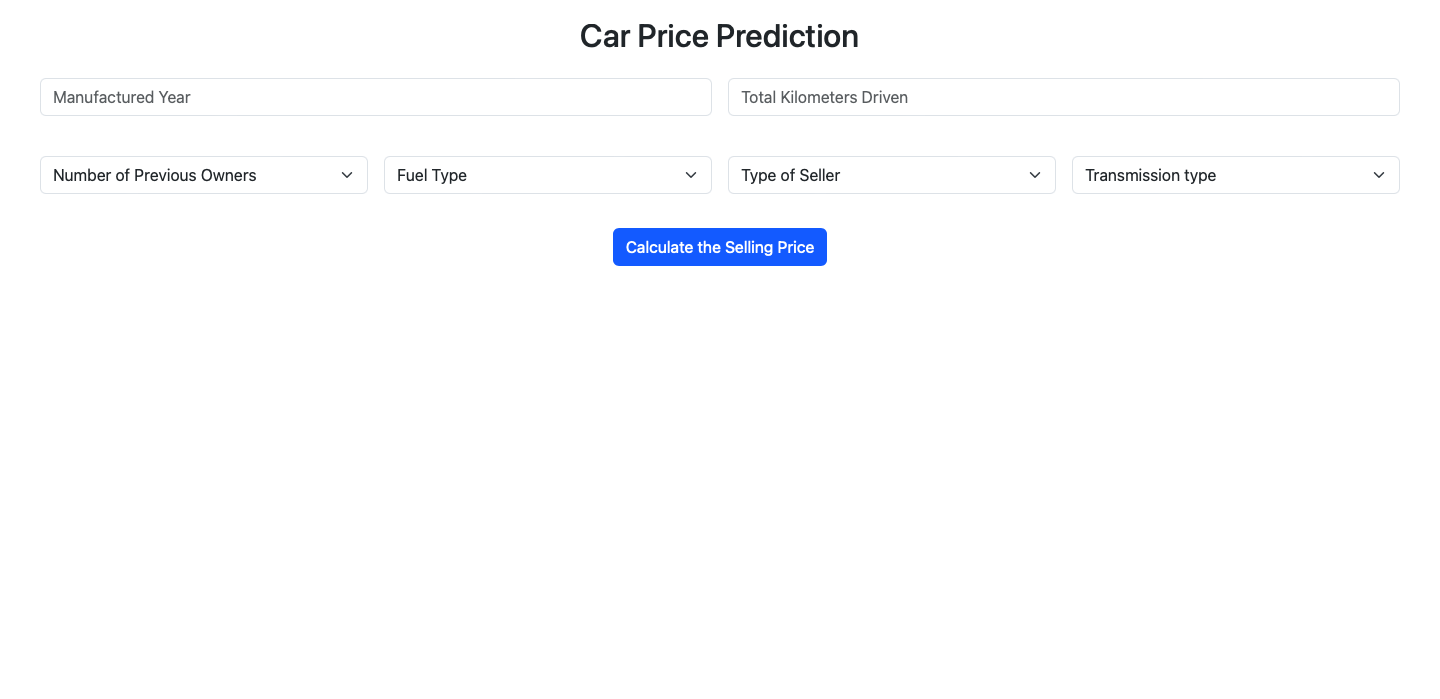 Car Price Prediction
Manufactured Year
Total Kilometers Driven
Number of Previous Owners
Fuel Type
Type of Seller
Transmission type
Calculate the Selling Price